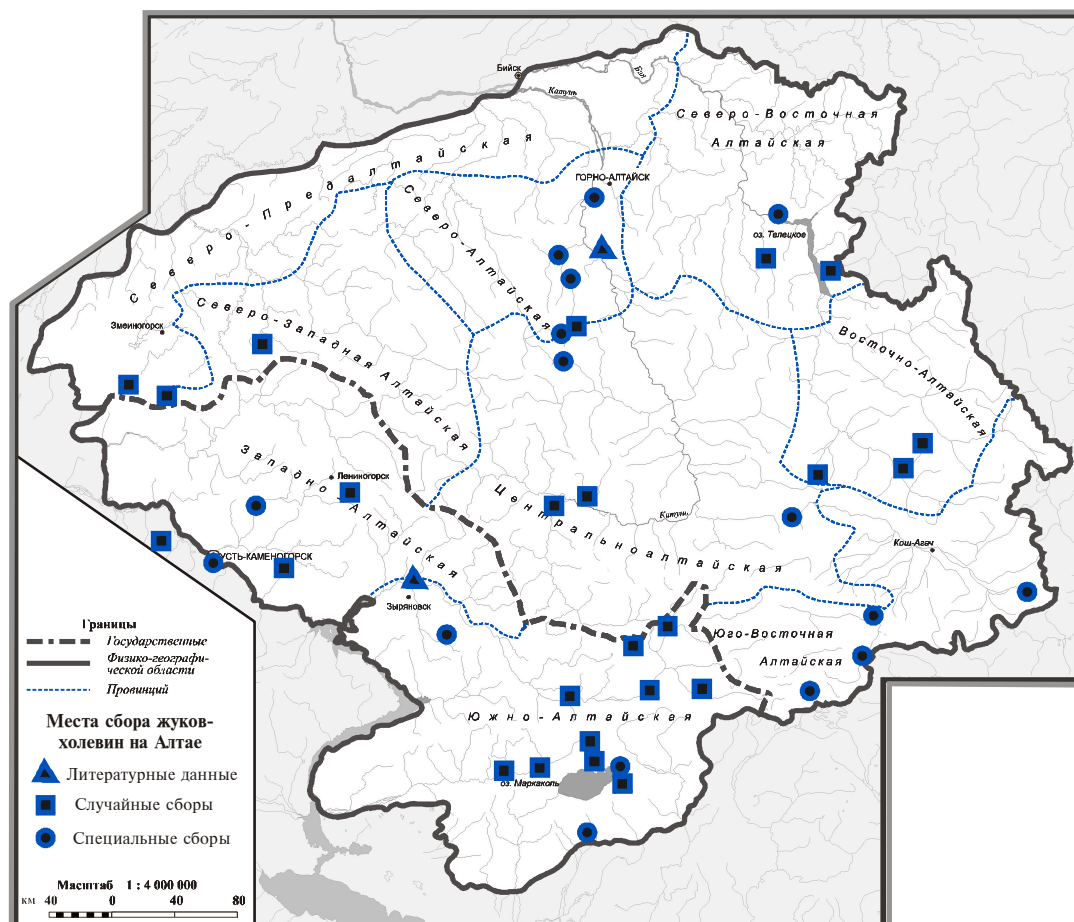 Бийск
Бия
Катунь
Северо-Восточная
Алтайская
Северо-Предалтайская
ГОРНО-АЛТАЙСК
Северо-Алтайская
оз. Телецкое
Змеиногорск
Северо-Западная Алтайская
Восточно-Алтайская
Западно-Алтайская
Лениногорск
Центральноалтайская
Катунь
Кош-Агач
УСТЬ-КАМЕНОГОРСК
Зыряновск
Юго-Восточная
Алтайская
Южно-Алтайская
оз. Маркаколь
Границы
Государственные
Физико-географи-
ческой области
Провинций
Места сбора жуков-
холевин на Алтае
Литературные данные
Случайные сборы
Специальные сборы
Масштаб 1 : 4 000 000
км 40 0 40 80